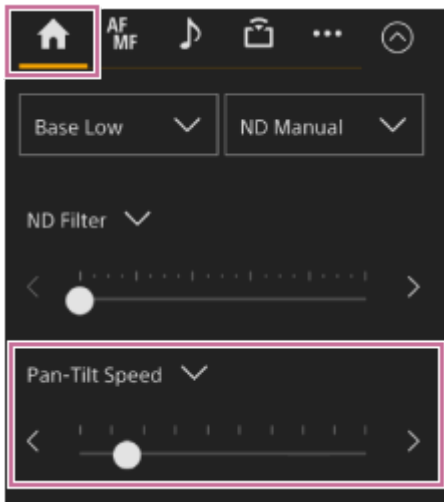 AF
MF
Base Low
ND Manual
ND Filter
Pan-Tilt Speed